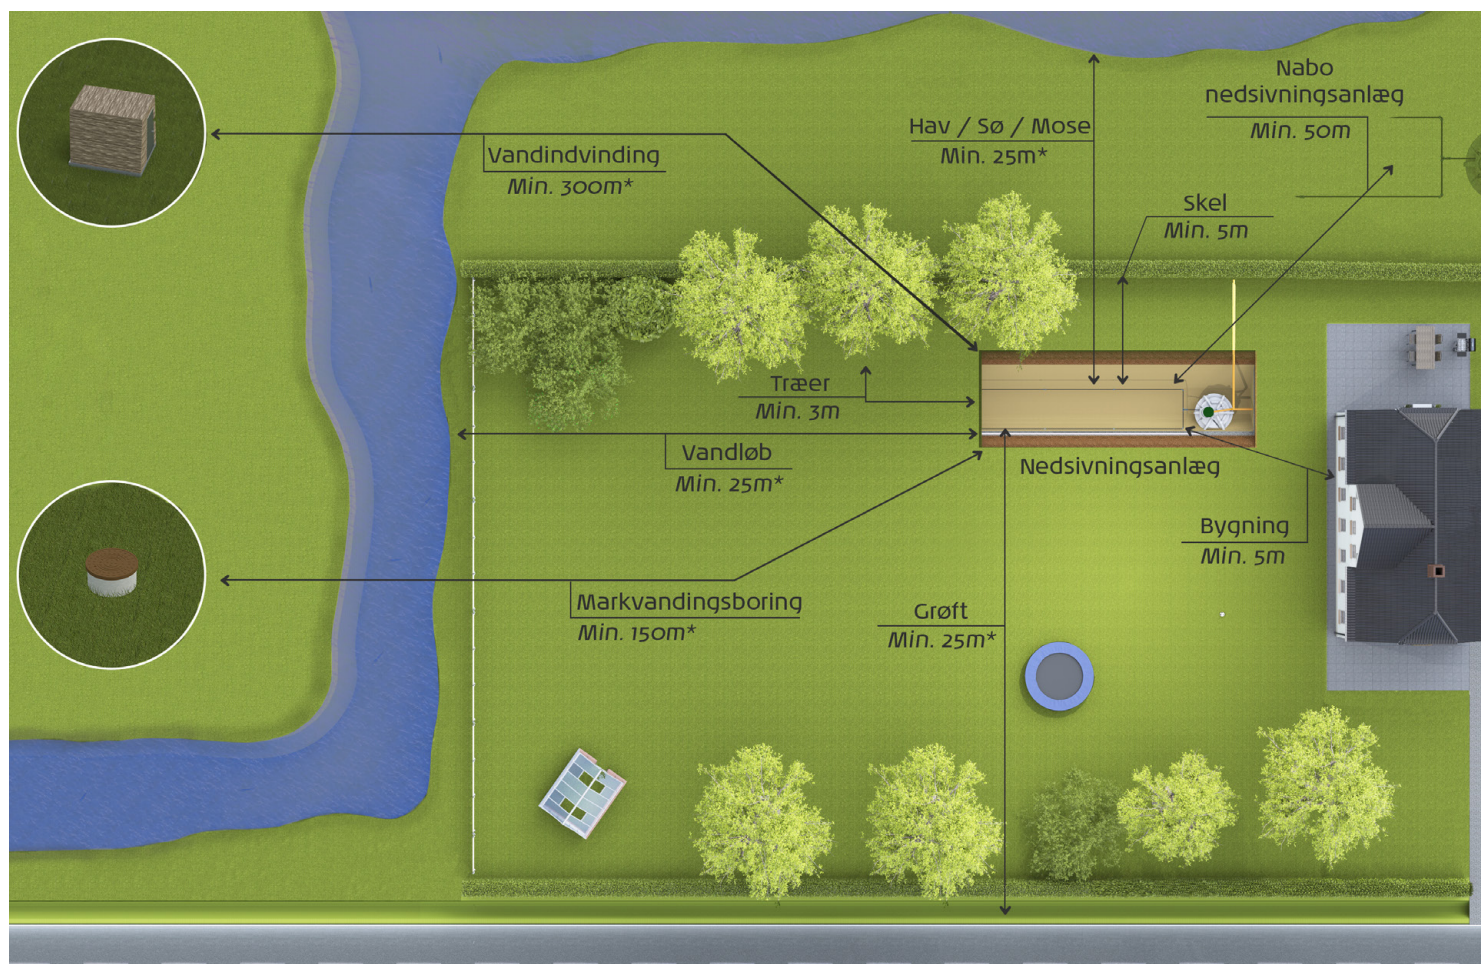 Nabo
nedsivningsanlæg
Min. 50m
Hav / Sø / Mose
Min. 25m*
Vandindvinding
Min. 300m*
Skel
Min. 5m
Træer
Min. 3m
Vandløb
Min. 25m*
Nedsivningsanlæg
Bygning
Min. 5m
Markvandingsboring
Min. 150m*
Grøft
Min. 25m*